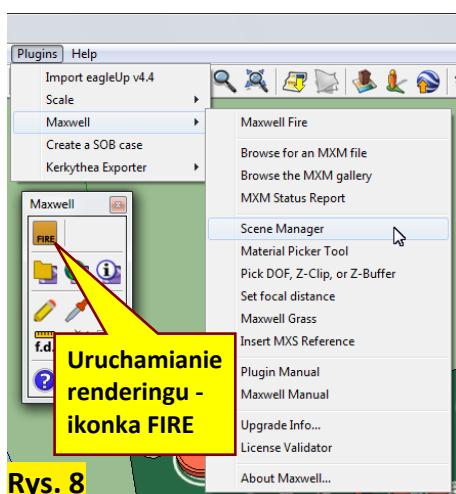 Plugins Help
Import eagleUp v4.4
Scale
Maxwell
Create a SOB case
Kerkythea Exporter
Maxwell Fire
Browse for an MXM file
Browse the MXM gallery
MXM Status Report
Scene Manager
Material Picker Tool
Pick DOF, Z-Clip, or Z-Buffer
Set focal distance
Maxwell Grass
Insert MXS Reference
Plugin Manual
Maxwell Manual
Upgrade Info...
License Validator
About Maxwell...
Maxwell
FIRE
f.d.
Uruchamianie
renderingu -
ikonka FIRE
Rys. 8